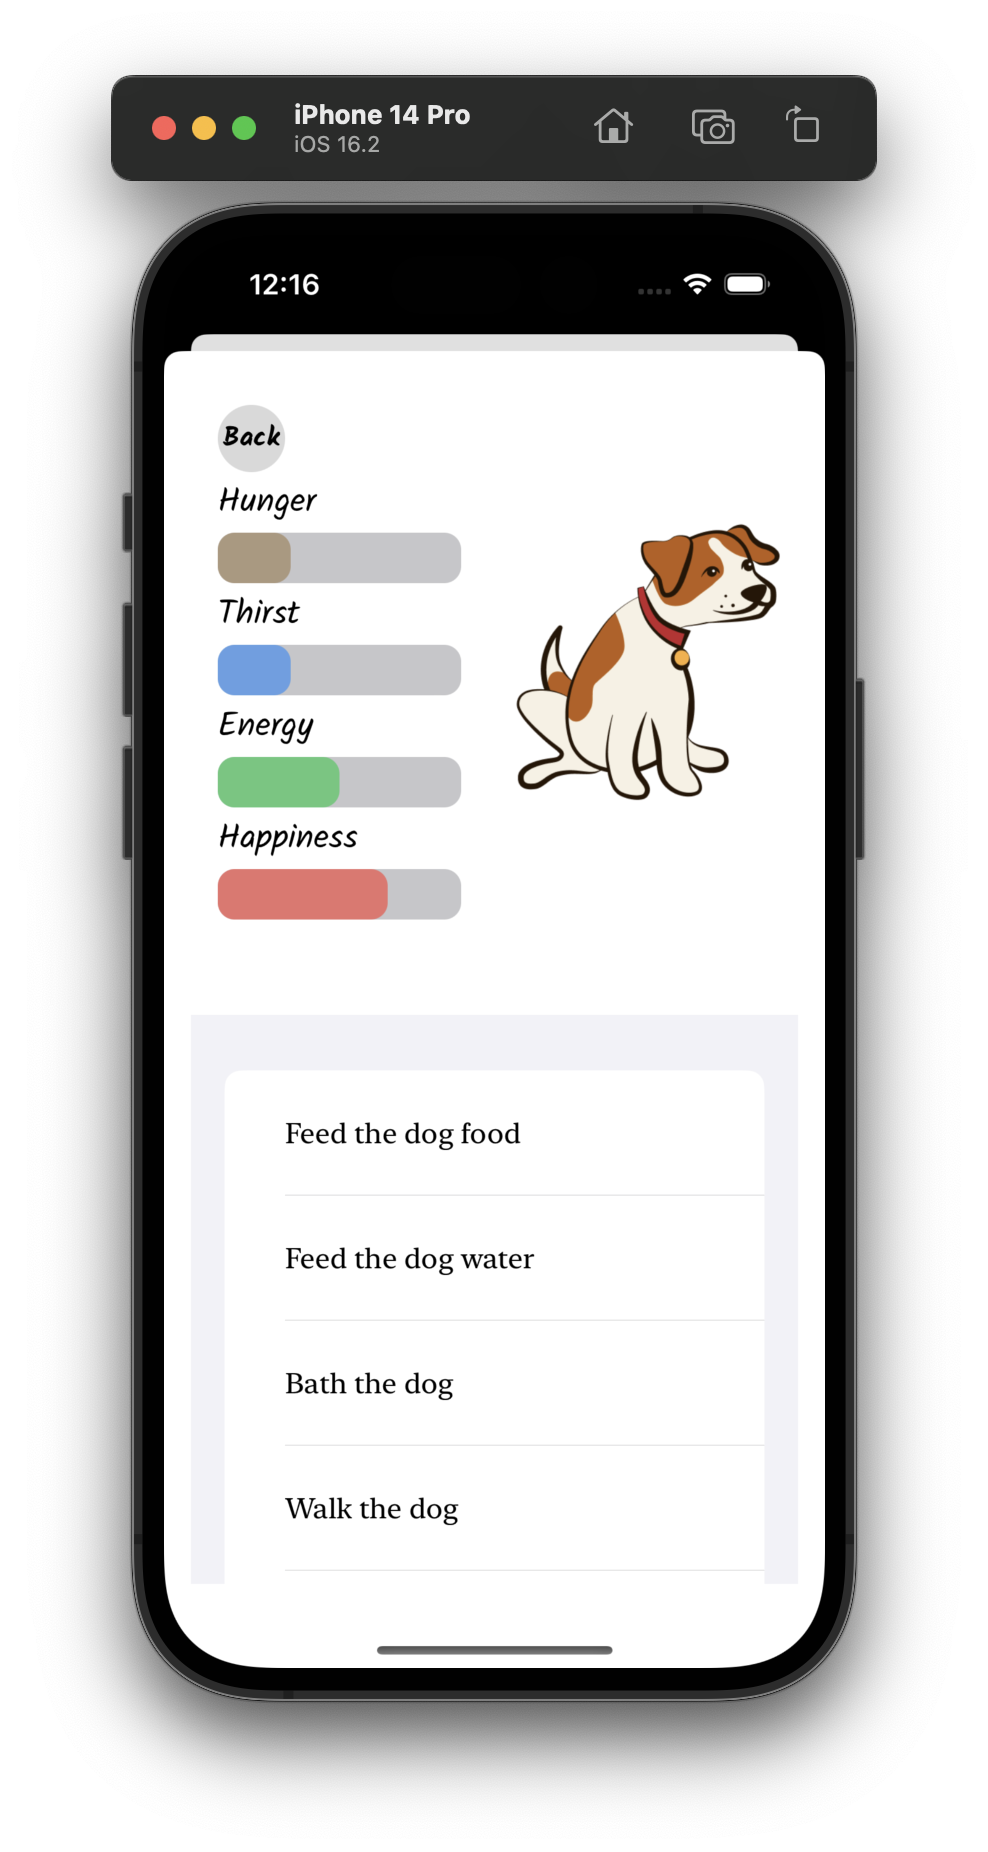 iPhone 14 Pro
iOS 16.2
12:16
Back
Hunger
Thirst
Energy
Happiness
Feed the dog food
Feed the dog water
Bath the dog
Walk the dog